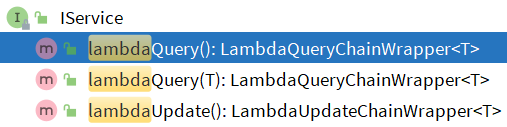 IService
lambdaQuery(): LambdaQueryChainWrapper<T>
lambdaQuery(T): LambdaQueryChainWrapper<T>
lambdaUpdate(): LambdaUpdateChainWrapper<T>